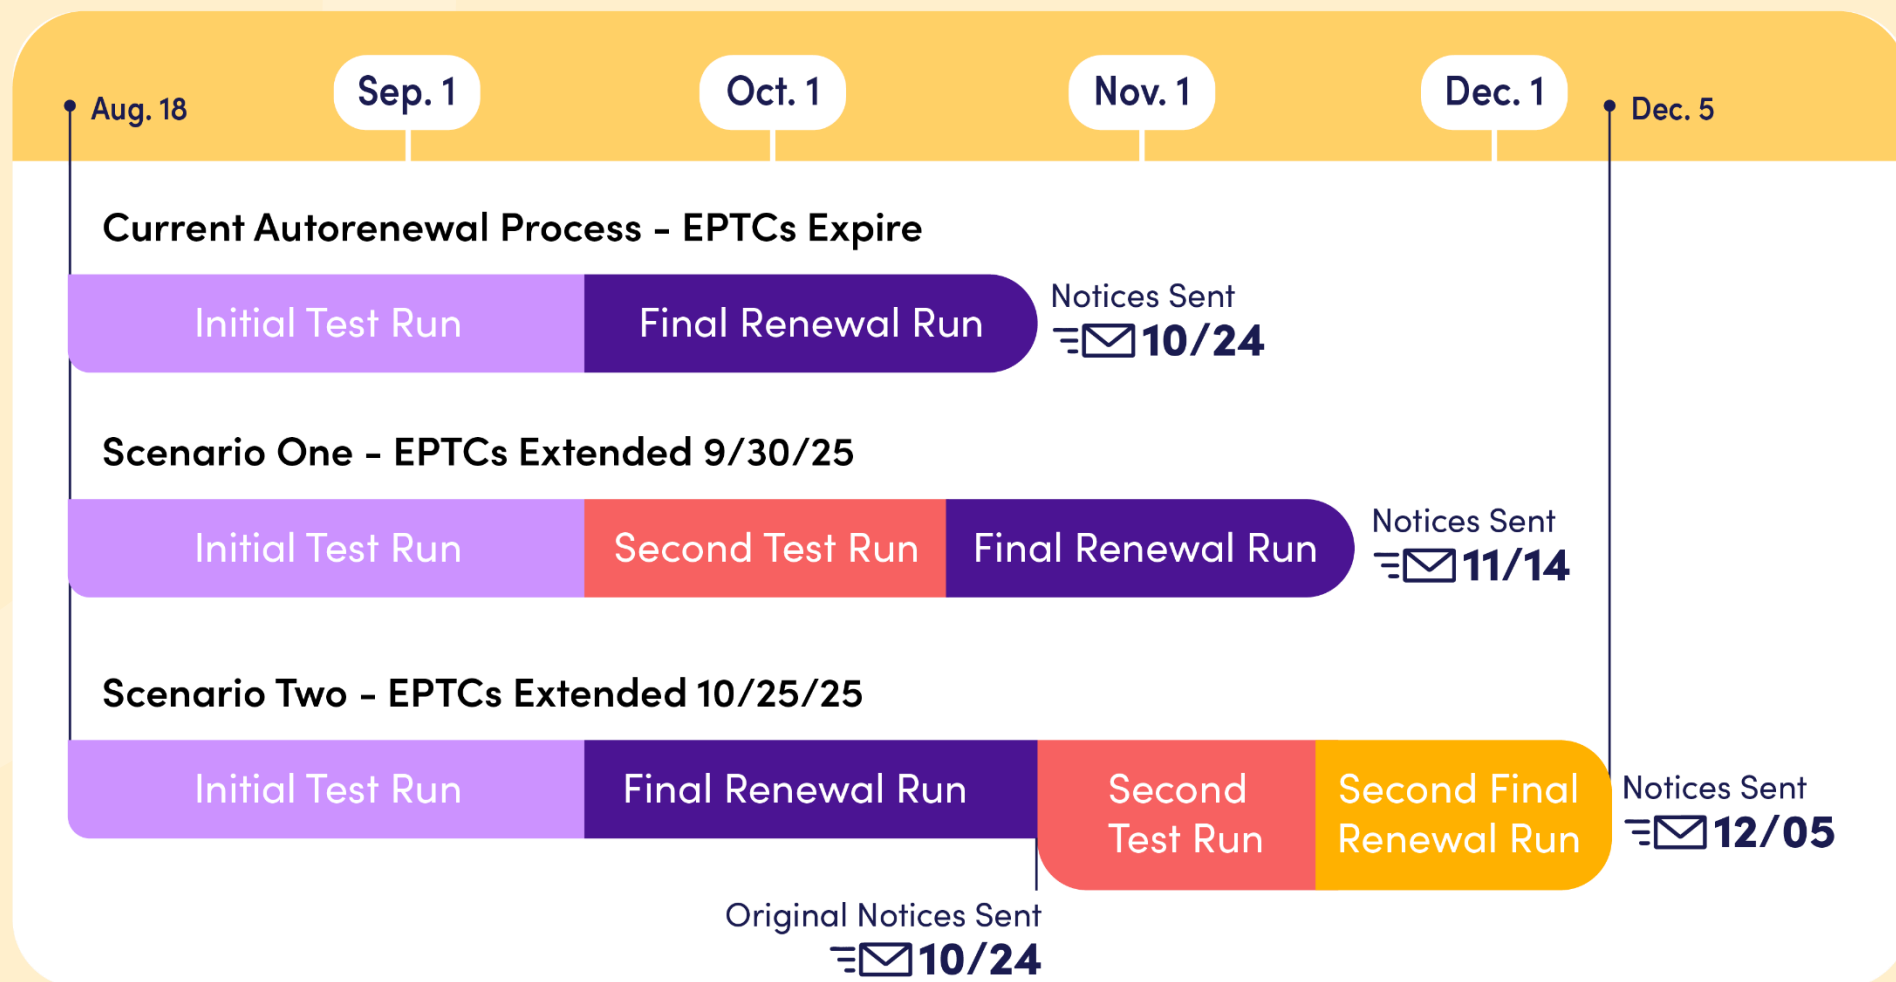 Aug. 18
Sep. 1
Oct. 1
Nov. 1
Dec. 1
Dec. 5
Current Autorenewal Process - EPTCs Expire
Initial Test Run
Final Renewal Run
Notices Sent
10/24
Scenario One - EPTCs Extended 9/30/25
Initial Test Run
Second Test Run
Final Renewal Run
Notices Sent
11/14
Scenario Two - EPTCs Extended 10/25/25
Initial Test Run
Final Renewal Run
Second
Test Run
Second Final
Renewal Run
Notices Sent
12/05
Original Notices Sent
10/24